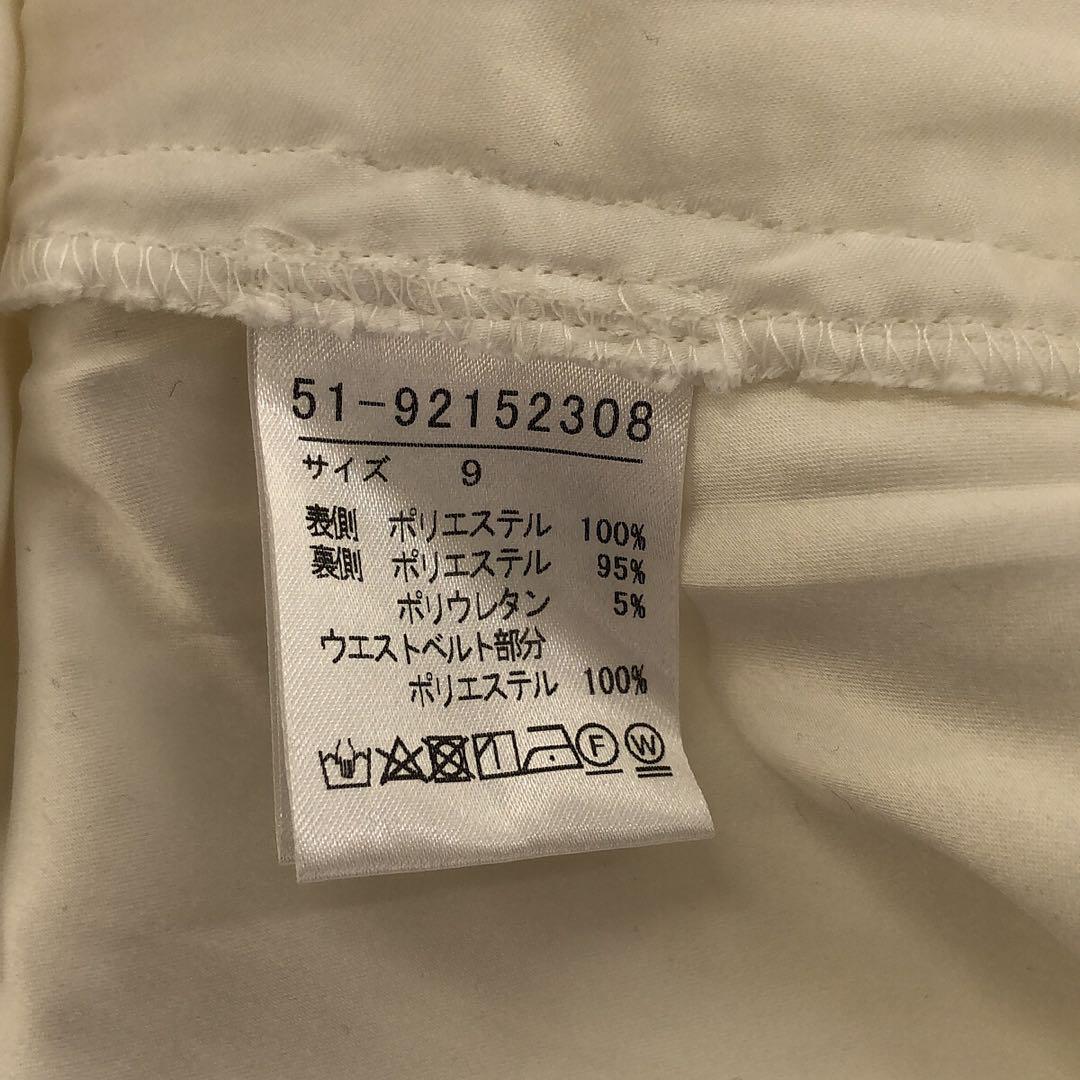 51-92152308
サイズ 9
表側 ポリエステル 100%
裏側 ポリエステル 95%
ポリウレタン 5%
ウエストベルト部分
ポリエステル 100%
F W